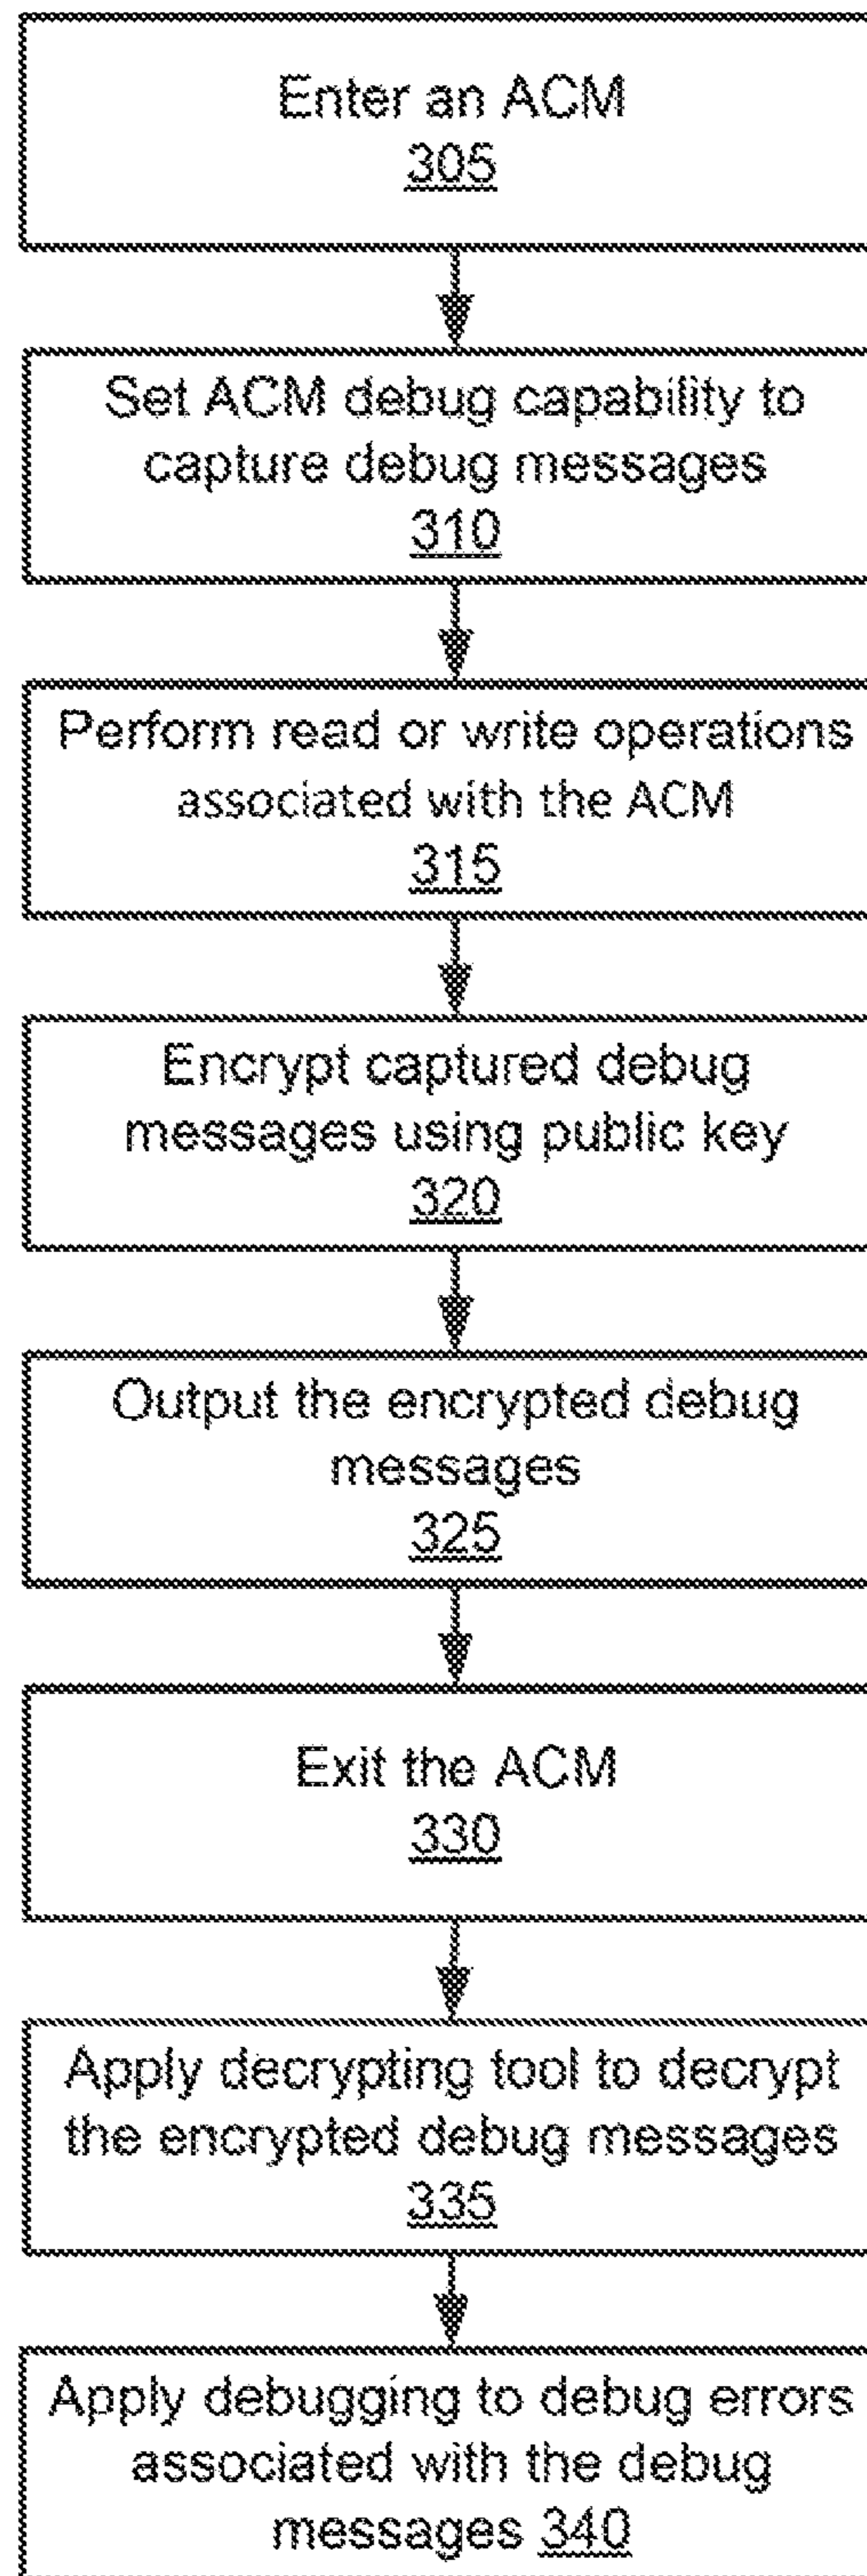 Enter an ACM
305
Set ACM debug capability to
capture debug messages
310
Perform read or write operations
associated with the ACM
315
Encrypt captured debug
messages using public key
320
Output the encrypted debug
messages
325
Exit the ACM
330
Apply decrypting tool to decrypt
the encrypted debug messages
335
Apply debugging to debug errors
associated with the debug
messages 340